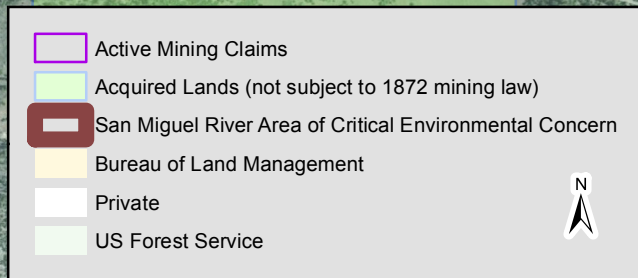 Active Mining Claims
Acquired Lands (not subject to 1872 mining law)
San Miguel River Area of Critical Environmental Concern
Bureau of Land Management
Private
US Forest Service
N